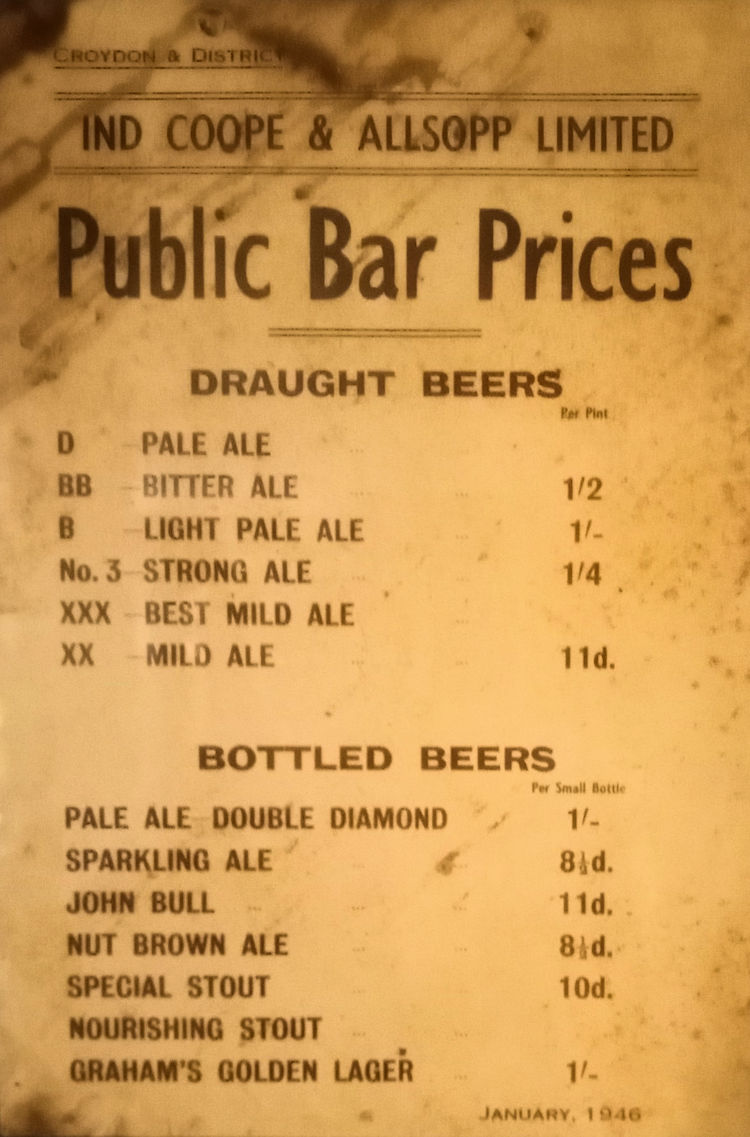 CROYDON & DISTRICT
IND COOPE & ALLSOPP LIMITED
Public Bar Prices
DRAUGHT BEERS
Per Pint
D PALE ALE
BB BITTER ALE 1/2
B LIGHT PALE ALE 1/-
No. 3 STRONG ALE 1/4
XXX BEST MILD ALE
XX MILD ALE 11d.
BOTTLED BEERS
Per Small Bottle
PALE ALE DOUBLE DIAMOND 1/-
SPARKLING ALE 8½d.
JOHN BULL 11d.
NUT BROWN ALE 8½d.
SPECIAL STOUT 10d.
NOURISHING STOUT
GRAHAM'S GOLDEN LAGER 1/-
JANUARY, 1946